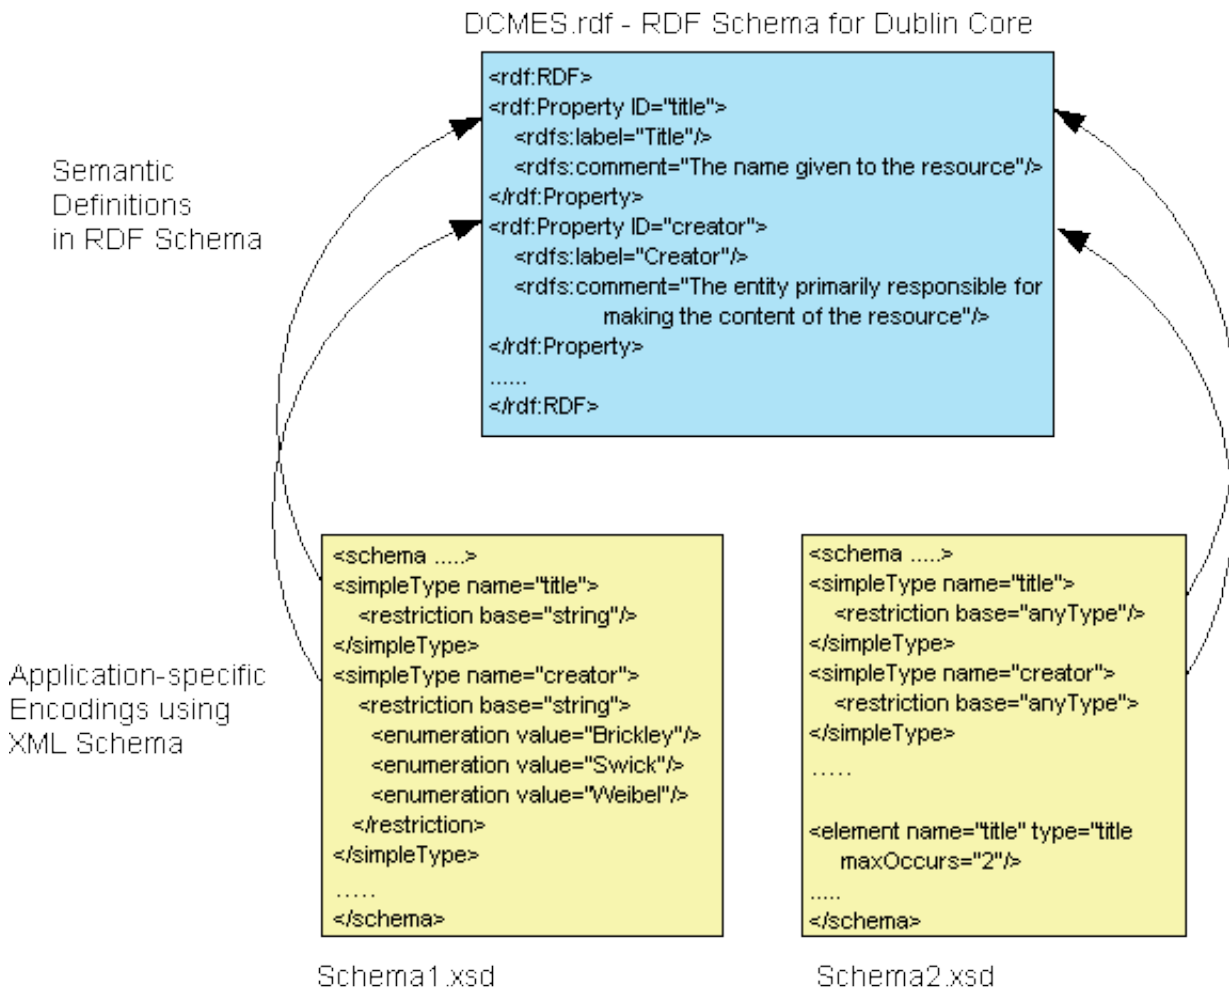 DCMES.rdf - RDF Schema for Dublin Core
<rdf:RDF>
<rdf:Property ID="title">
<rdfs:label="Title"/>
<rdfs:comment="The name given to the resource"/>
</rdf:Property>
<rdf:Property ID="creator">
<rdfs:label="Creator"/>
<rdfs:comment="The entity primarily responsible for
making the content of the resource"/>
</rdf:Property>
......
</rdf:RDF>
Semantic
Definitions
in RDF Schema
Application-specific
Encodings using
XML Schema
<schema .....>
<simpleType name="title">
<restriction base="string"/>
</simpleType>
<simpleType name="creator">
<restriction base="string">
<enumeration value="Brickley"/>
<enumeration value="Swick"/>
<enumeration value="Weibel"/>
</restriction>
</simpleType>
.....
</schema>
Schema1.xsd
<schema .....>
<simpleType name="title">
<restriction base="anyType"/>
</simpleType>
<simpleType name="creator">
<restriction base="anyType">
</simpleType>
.....
<element name="title" type="title
maxOccurs="2"/>
.....
</schema>
Schema2.xsd